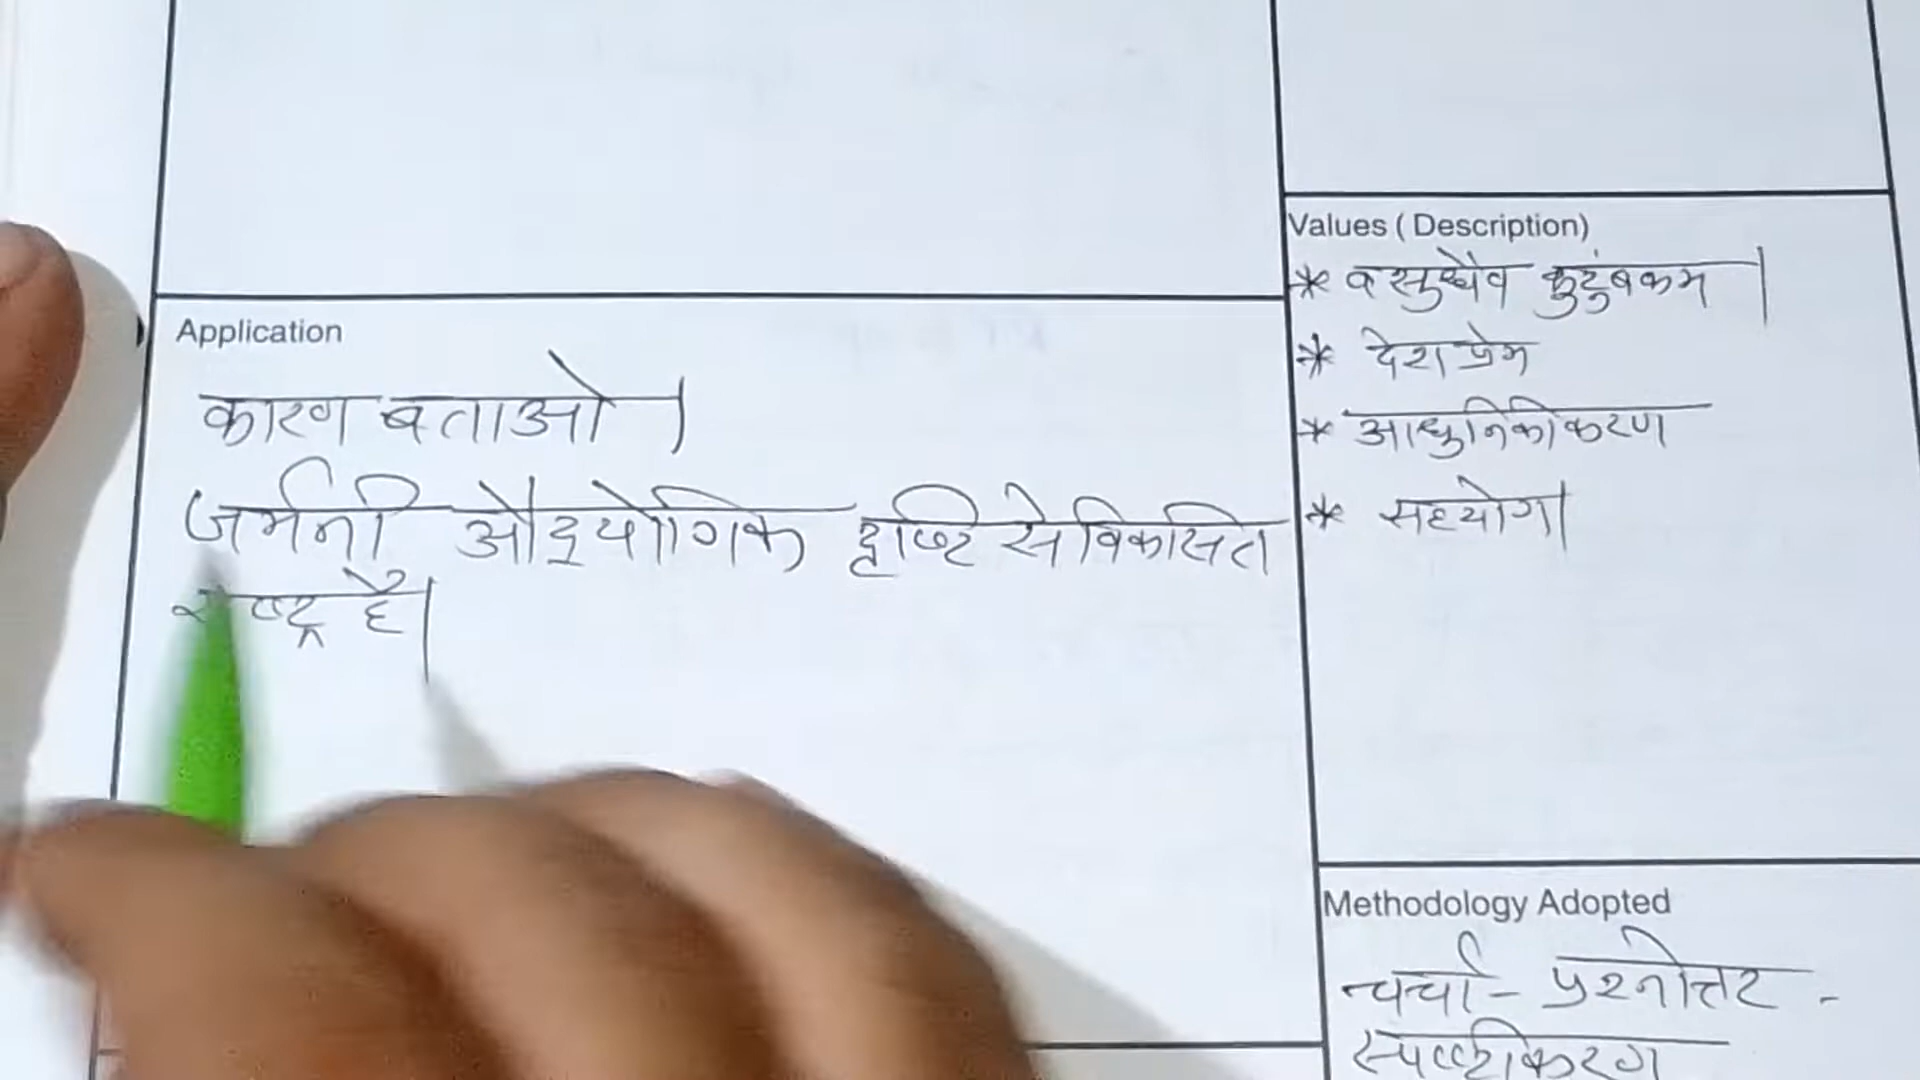 Application
कारण बताओ।
जर्मनी औद्योगिक दृष्टि से विकसित
राष्ट्र है।
Values ( Description)
* वसुधैव कुटुंबकम।
* देशप्रेम
* आधुनिकीकरण
* सहयोग।
Methodology Adopted
चर्चा - प्रश्नोत्तर -
स्पष्टीकरण